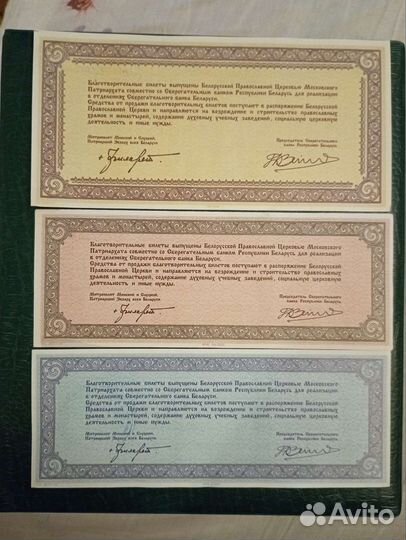 Благотворительные билеты выпущены Белорусской Православной Церковью Московского
Патриархата совместно со Сберегательным банком Республики Беларусь для реализации
в отделениях Сберегательного банка Беларуси.
Средства от продажи благотворительных билетов поступают в распоряжение Белорусской
Православной Церкви и направляются на возрождение и строительство православных
храмов и монастырей, содержание духовных учебных заведений, социальную церковную
деятельность и иные нужды.
Митрополит Минский и Слуцкий,
Патриарший Экзарх всея Беларуси
Председатель Сберегательного
банка Республики Беларусь
Благотворительные билеты выпущены Белорусской Православной Церковью Московского
Патриархата совместно со Сберегательным банком Республики Беларусь для реализации
в отделениях Сберегательного банка Беларуси.
Средства от продажи благотворительных билетов поступают в распоряжение Белорусской
Православной Церкви и направляются на возрождение и строительство православных
храмов и монастырей, содержание духовных учебных заведений, социальную церковную
деятельность и иные нужды.
Митрополит Минский и Слуцкий,
Патриарший Экзарх всея Беларуси
Председатель Сберегательного
банка Республики Беларусь
Благотворительные билеты выпущены Белорусской Православной Церковью Московского
Патриархата совместно со Сберегательным банком Республики Беларусь для реализации
в отделениях Сберегательного банка Беларуси.
Средства от продажи благотворительных билетов поступают в распоряжение Белорусской
Православной Церкви и направляются на возрождение и строительство православных
храмов и монастырей, содержание духовных учебных заведений, социальную церковную
деятельность и иные нужды.
Митрополит Минский и Слуцкий,
Патриарший Экзарх всея Беларуси
Председатель Сберегательного
банка Республики Беларусь
Avito